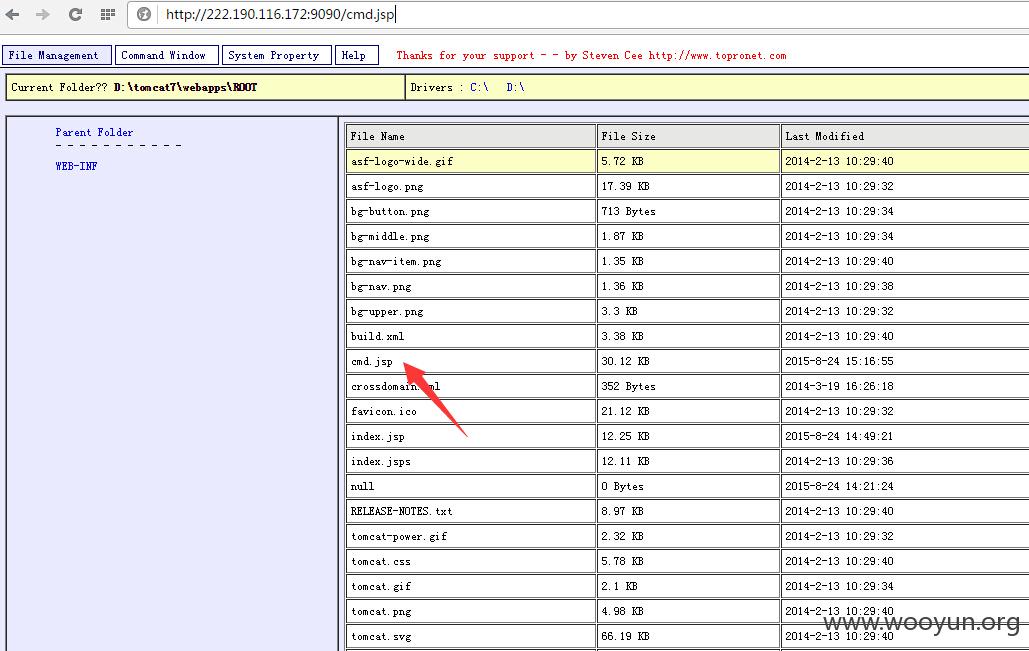 http://222.190.116.172:9090/cmd.jsp
File Management Command Window System Property Help Thanks for your support - - by Steven Cee http://www.topronet.com
Current Folder?? D:\tomcat7\webapps\ROOT Drivers : C:\ D:\
Parent Folder
- - - - - - - - - - -
WEB-INF
File Name File Size Last Modified
asf-logo-wide.gif 5.72 KB 2014-2-13 10:29:40
asf-logo.png 17.39 KB 2014-2-13 10:29:32
bg-button.png 713 Bytes 2014-2-13 10:29:34
bg-middle.png 1.87 KB 2014-2-13 10:29:34
bg-nav-item.png 1.35 KB 2014-2-13 10:29:40
bg-nav.png 1.36 KB 2014-2-13 10:29:38
bg-upper.png 3.3 KB 2014-2-13 10:29:32
build.xml 3.38 KB 2014-2-13 10:29:40
cmd.jsp 30.12 KB 2015-8-24 15:16:55
crossdomain.xml 352 Bytes 2014-3-19 16:26:18
favicon.ico 21.12 KB 2014-2-13 10:29:32
index.jsp 12.25 KB 2015-8-24 14:49:21
index.jsps 12.11 KB 2014-2-13 10:29:36
null 0 Bytes 2015-8-24 14:21:24
RELEASE-NOTES.txt 8.97 KB 2014-2-13 10:29:40
tomcat-power.gif 2.32 KB 2014-2-13 10:29:32
tomcat.css 5.78 KB 2014-2-13 10:29:40
tomcat.gif 2.1 KB 2014-2-13 10:29:34
tomcat.png 4.98 KB 2014-2-13 10:29:40
tomcat.svg 66.19 KB 2014-2-13 10:29:40
www.wooyun.org